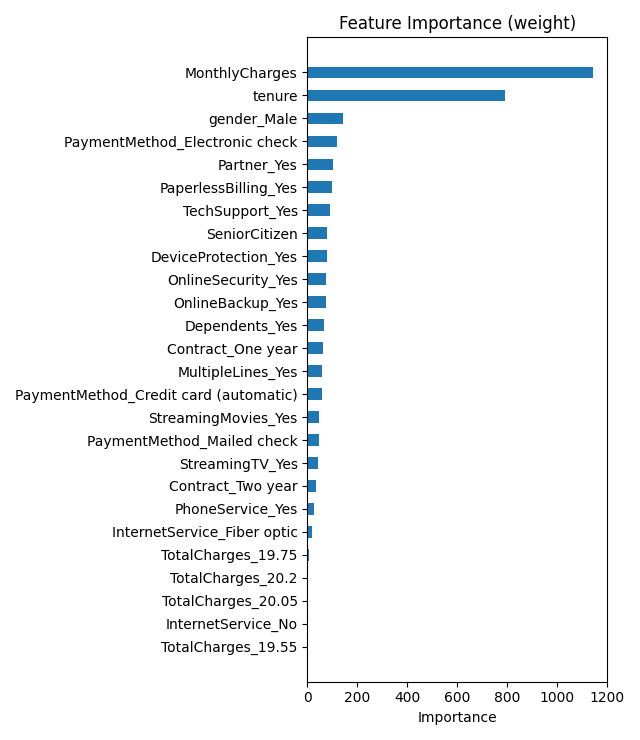 Feature Importance (weight)
MonthlyCharges
tenure
gender_Male
PaymentMethod_Electronic check
Partner_Yes
PaperlessBilling_Yes
TechSupport_Yes
SeniorCitizen
DeviceProtection_Yes
OnlineSecurity_Yes
OnlineBackup_Yes
Dependents_Yes
Contract_One year
MultipleLines_Yes
PaymentMethod_Credit card (automatic)
StreamingMovies_Yes
PaymentMethod_Mailed check
StreamingTV_Yes
Contract_Two year
PhoneService_Yes
InternetService_Fiber optic
TotalCharges_19.75
TotalCharges_20.2
TotalCharges_20.05
InternetService_No
TotalCharges_19.55
0 200 400 600 800 1000 1200
Importance